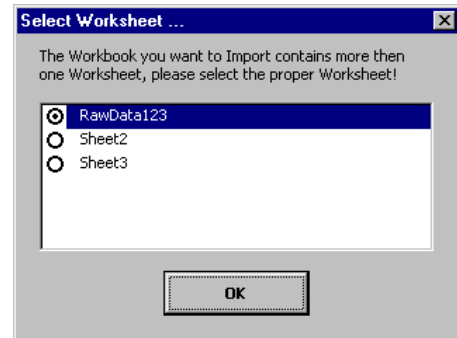 Select Worksheet ...
The Workbook you want to Import contains more then
one Worksheet, please select the proper Worksheet!
RawData123
Sheet2
Sheet3
OK